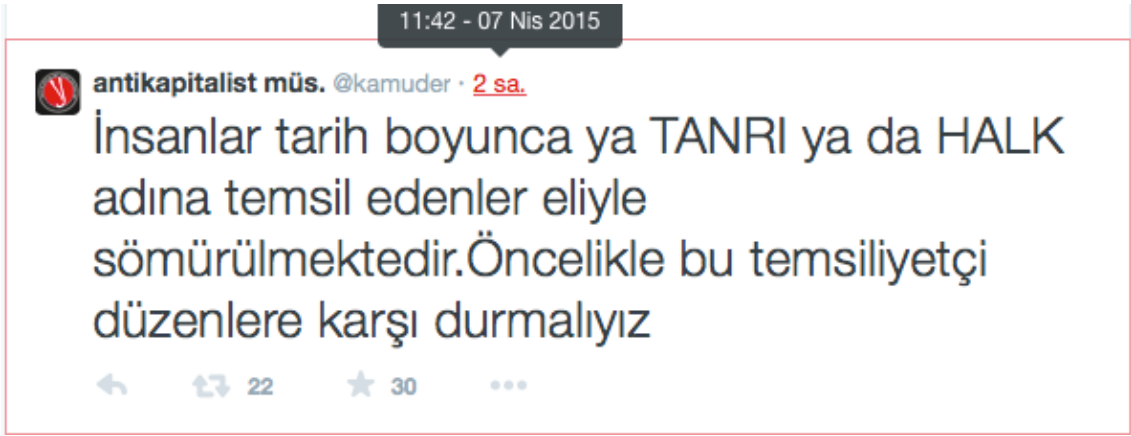 11:42 - 07 Nis 2015
antikapitalist müs. @kamuder · 2 sa.
İnsanlar tarih boyunca ya TANRI ya da HALK
adına temsil edenler eliyle
sömürülmektedir.Öncelikle bu temsiliyetçi
düzenlere karşı durmalıyız
22 30